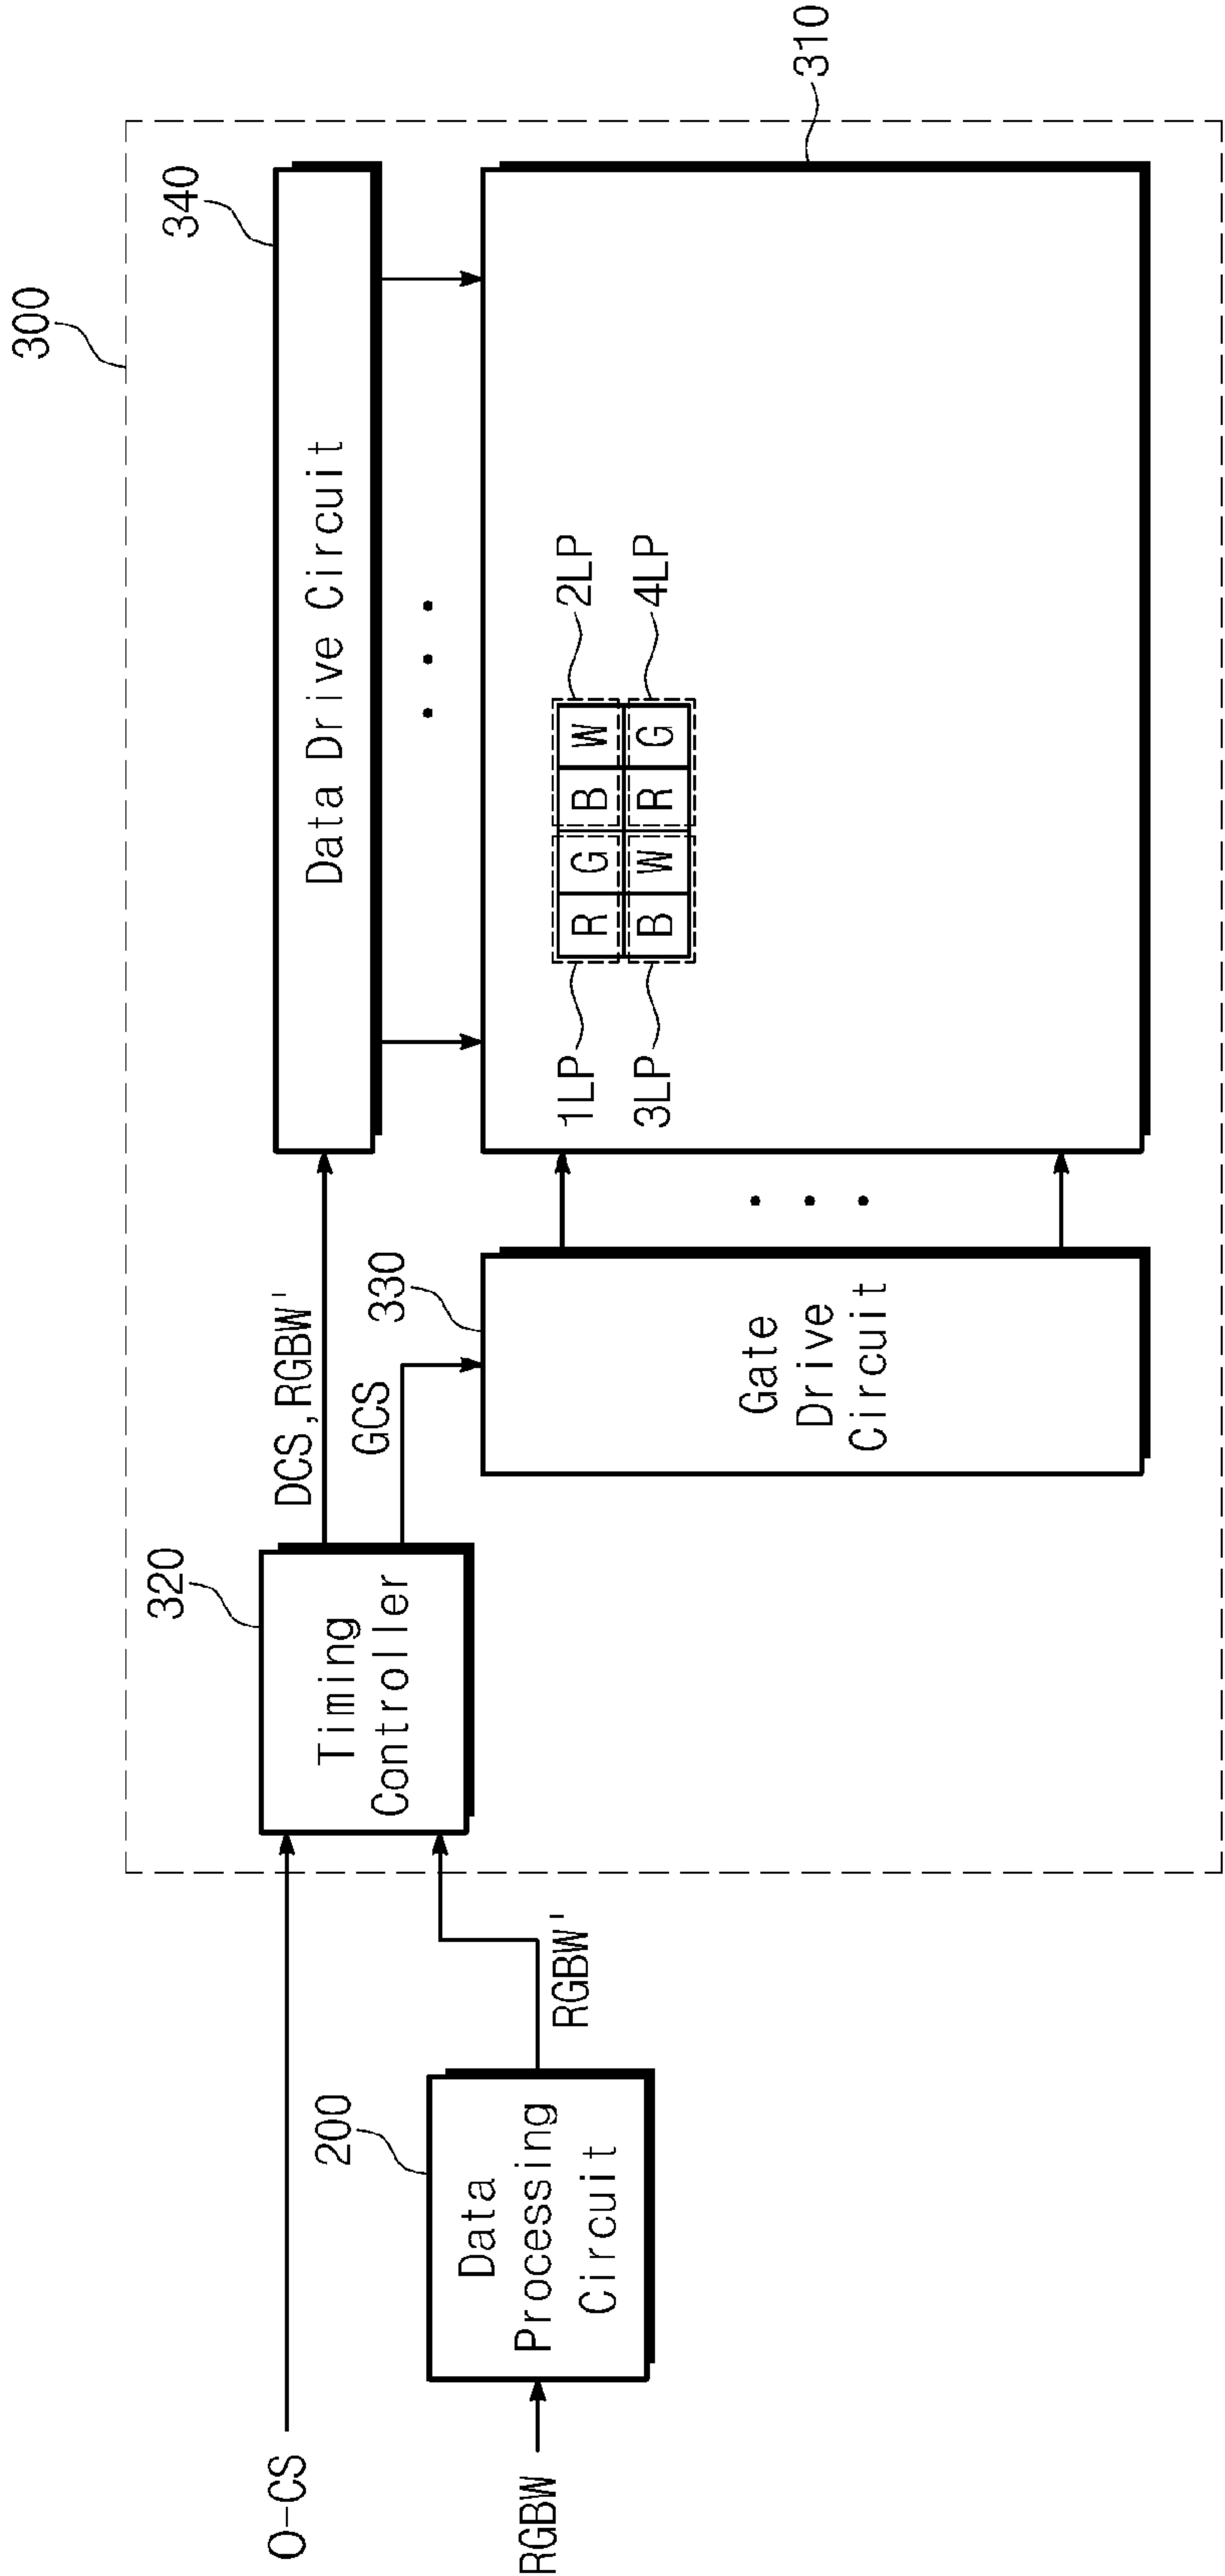 300
340
Data Drive Circuit
320
DCS,RGBW'
O-CS
Timing
Controller
GCS
330
310
200
RGBW'
Data
Processing
Circuit
RGBW
Gate
Drive
Circuit
1LP
R G B W
2LP
3LP
B W R G
4LP